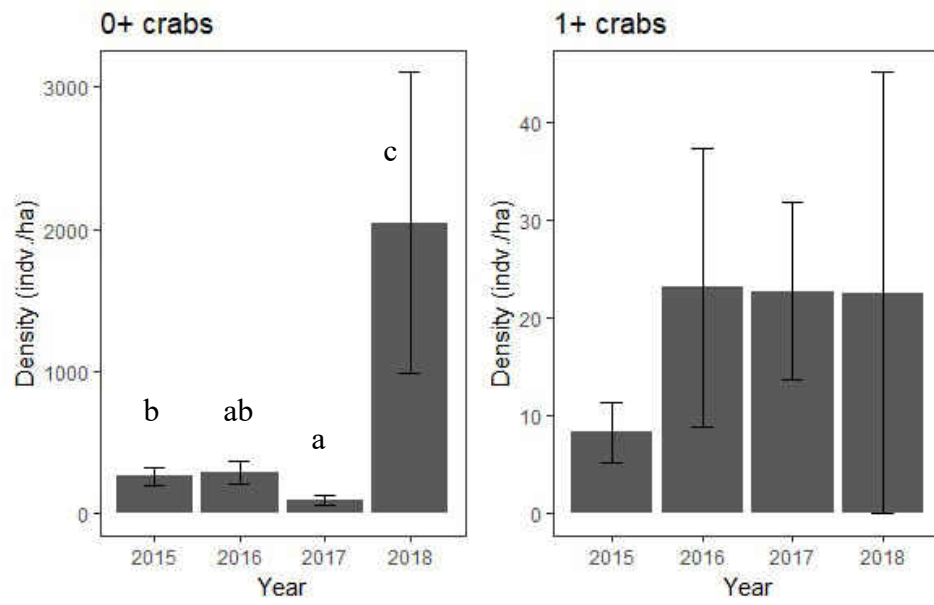 0+ crabs
Density (indv./ha)
3000
2000
1000
0
b
ab
a
c
2015 2016 2017 2018
Year
1+ crabs
Density (indv./ha)
40
30
20
10
0
2015 2016 2017 2018
Year